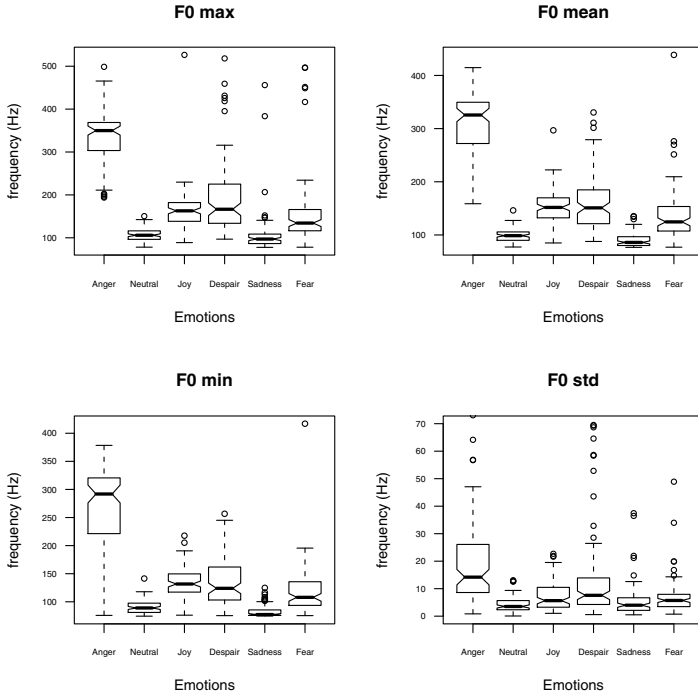 F0 max
frequency (Hz)
500
400
300
200
100
Anger Neutral Joy Despair Sadness Fear
Emotions
F0 mean
frequency (Hz)
400
300
200
100
Anger Neutral Joy Despair Sadness Fear
Emotions
F0 min
frequency (Hz)
400
350
300
250
200
150
100
Anger Neutral Joy Despair Sadness Fear
Emotions
F0 std
frequency (Hz)
70
60
50
40
30
20
10
0
Anger Neutral Joy Despair Sadness Fear
Emotions